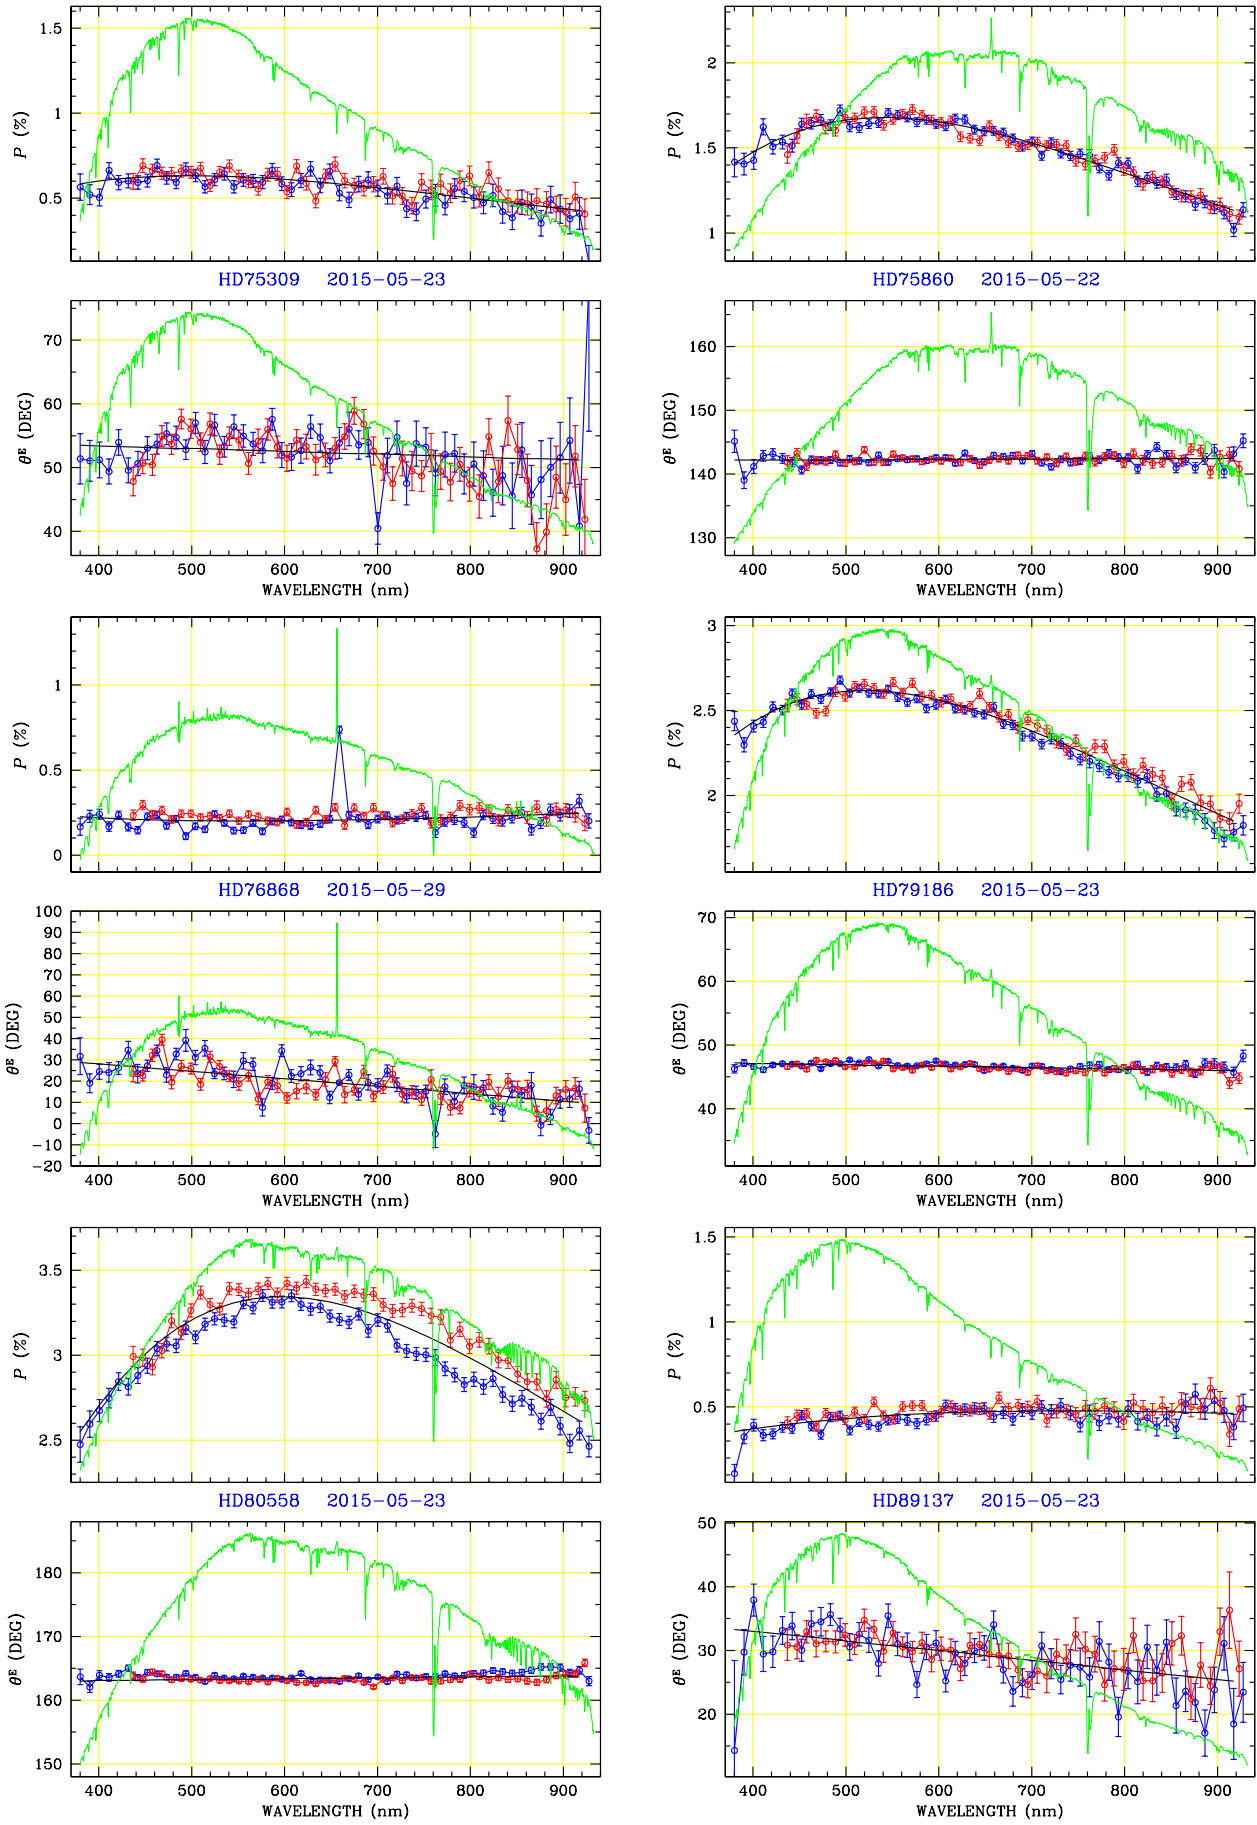 1.5
1
0.5
P (%)
2
1.5
1
P (%)
HD75309 2015-05-23
HD75860 2015-05-22
70
60
50
40
θE (DEG)
400 500 600 700 800 900
WAVELENGTH (nm)
160
150
140
130
θE (DEG)
400 500 600 700 800 900
WAVELENGTH (nm)
1
0.5
0
P (%)
3
2.5
2
P (%)
HD76868 2015-05-29
HD79186 2015-05-23
100
90
80
70
60
50
40
30
20
10
0
−10
−20
θE (DEG)
400 500 600 700 800 900
WAVELENGTH (nm)
70
60
50
40
θE (DEG)
400 500 600 700 800 900
WAVELENGTH (nm)
3.5
3
2.5
P (%)
1.5
1
0.5
P (%)
HD80558 2015-05-23
HD89137 2015-05-23
180
170
160
150
θE (DEG)
400 500 600 700 800 900
WAVELENGTH (nm)
50
40
30
20
θE (DEG)
400 500 600 700 800 900
WAVELENGTH (nm)